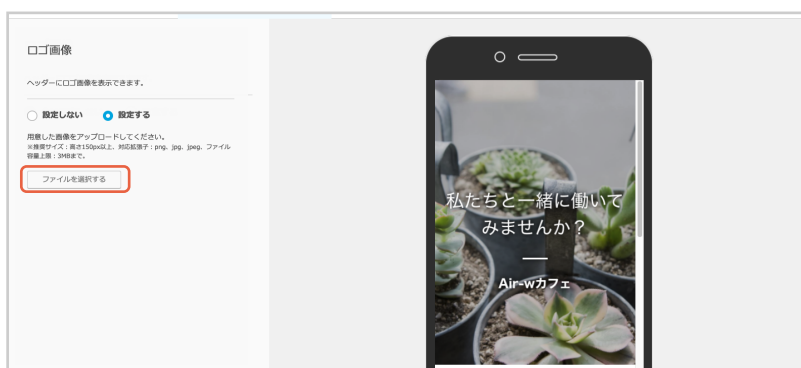 ロゴ画像
ヘッダーにロゴ画像を表示できます。
設定しない 設定する
用意した画像をアップロードしてください。
※推奨サイズ：高さ150px以上、対応拡張子：png、jpg、jpeg、ファイル
容量上限：3MBまで。
ファイルを選択する
私たちと一緒に働いて
みませんか？
Air-wカフェ